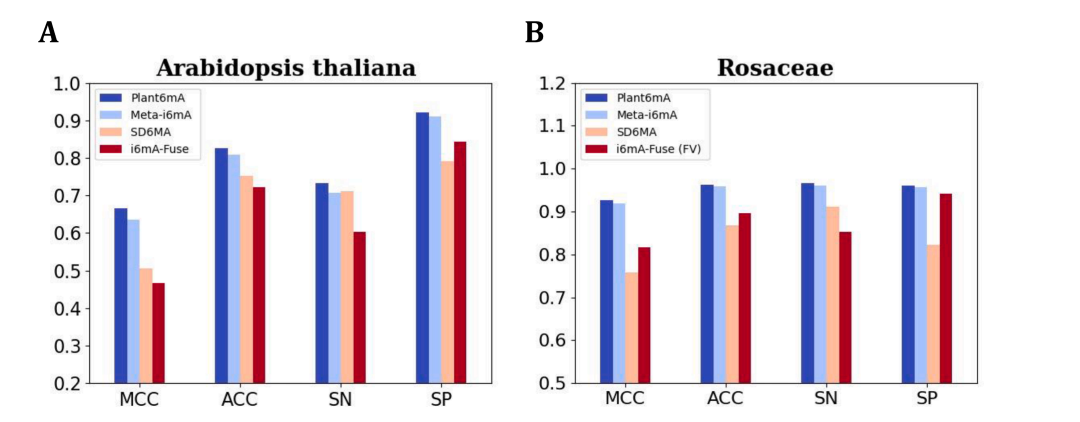 A
Arabidopsis thaliana
1.0
0.9
0.8
0.7
0.6
0.5
0.4
0.3
0.2
Plant6mA
Meta-i6mA
SD6MA
i6mA-Fuse
MCC ACC SN SP
B
Rosaceae
1.2
1.1
1.0
0.9
0.8
0.7
0.6
0.5
Plant6mA
Meta-i6mA
SD6MA
i6mA-Fuse (FV)
MCC ACC SN SP